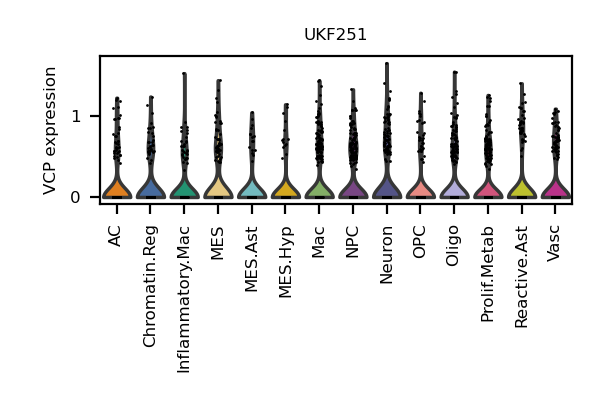 UKF251
VCP expression
1
0
AC
Chromatin.Reg
Inflammatory.Mac
MES
MES.Ast
MES.Hyp
Mac
NPC
Neuron
OPC
Oligo
Prolif.Metab
Reactive.Ast
Vasc